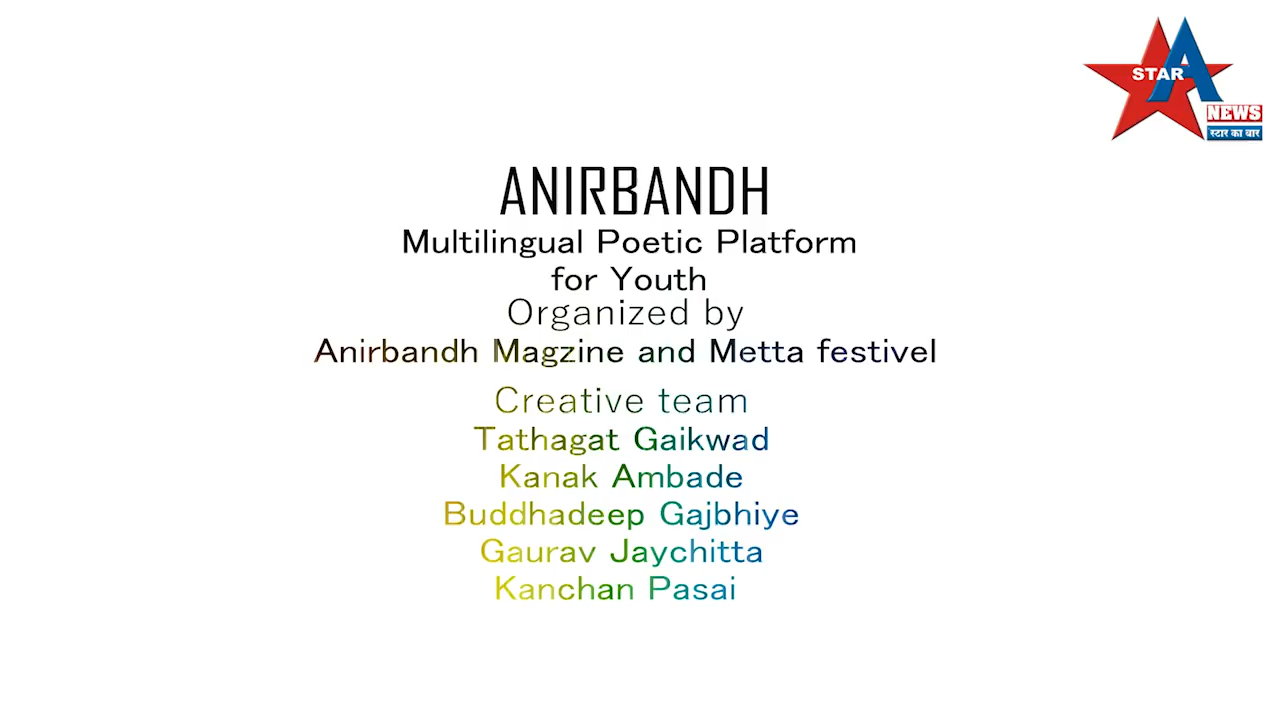 STAR A
NEWS
स्टार का वार
ANIRBANDH
Multilingual Poetic Platform
for Youth
Organized by
Anirbandh Magzine and Metta festivel
Creative team
Tathagat Gaikwad
Kanak Ambade
Buddhadeep Gajbhiye
Gaurav Jaychitta
Kanchan Pasai